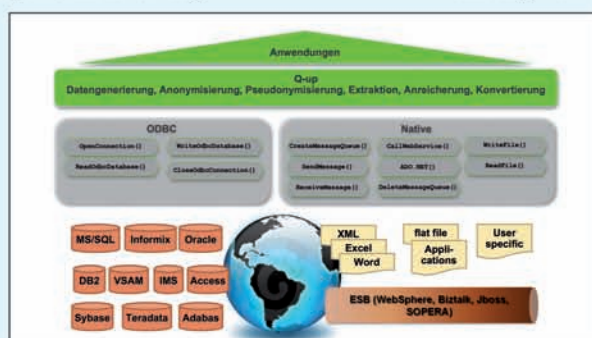 Anwendungen
Q-up
Datengenerierung, Anonymisierung, Pseudonymisierung, Extraktion, Anreicherung, Konvertierung
ODBC
OpenConnection()
WriteOdbcDatabase()
ReadOdbcDatabase()
CloseOdbcConnection()
Native
CreateMessageQueue()
CallWebService()
WriteFile()
SendMessage()
ADO.NET()
ReadFile()
ReceiveMessage()
DeleteMessageQueue()
MS/SQL
Informix
Oracle
DB2
VSAM
IMS
Access
Sybase
Teradata
Adabas
XML
Excel
Word
flat file
Appli-
cations
User
specific
ESB (WebSphere, Biztalk, Jboss,
SOPERA)